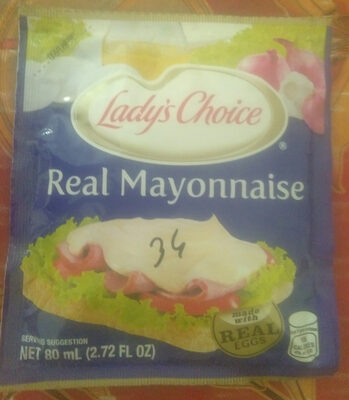 Lady's Choice
®
Real Mayonnaise
34
made
with
REAL
EGGS
SERVING SUGGESTION
NET 80 mL (2.72 FL OZ)